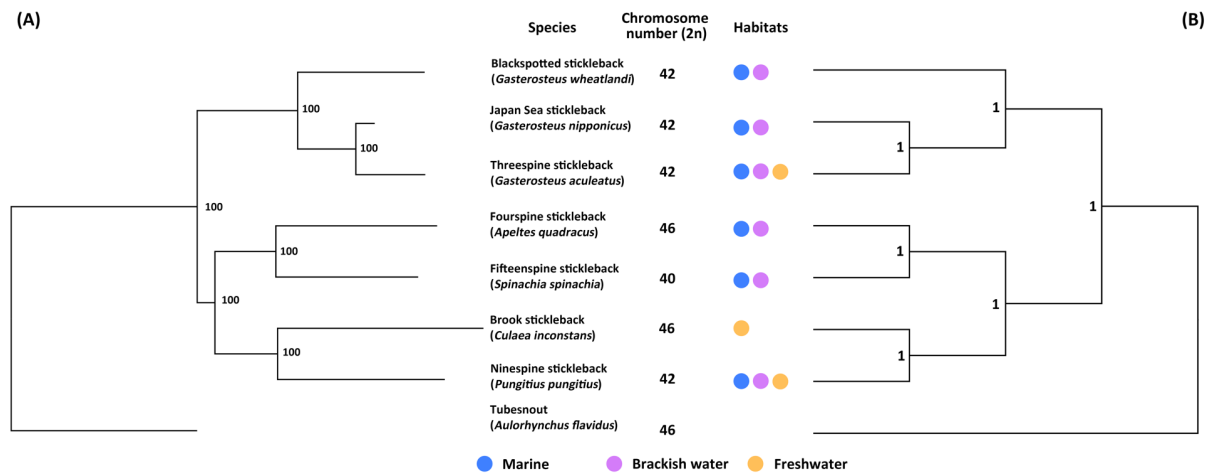 (A)
Species
Chromosome
number (2n)
Habitats
(B)
Blackspotted stickleback
(Gasterosteus wheatlandi)
42
Japan Sea stickleback
(Gasterosteus nipponicus)
42
Threespine stickleback
(Gasterosteus aculeatus)
42
Fourspine stickleback
(Apeltes quadracus)
46
Fifteenspine stickleback
(Spinachia spinachia)
40
Brook stickleback
(Culaea inconstans)
46
Ninespine stickleback
(Pungitius pungitius)
42
Tubesnout
(Aulorhynchus flavidus)
46
100
100
100
100
100
100
1
1
1
1
1
1
Marine
Brackish water
Freshwater